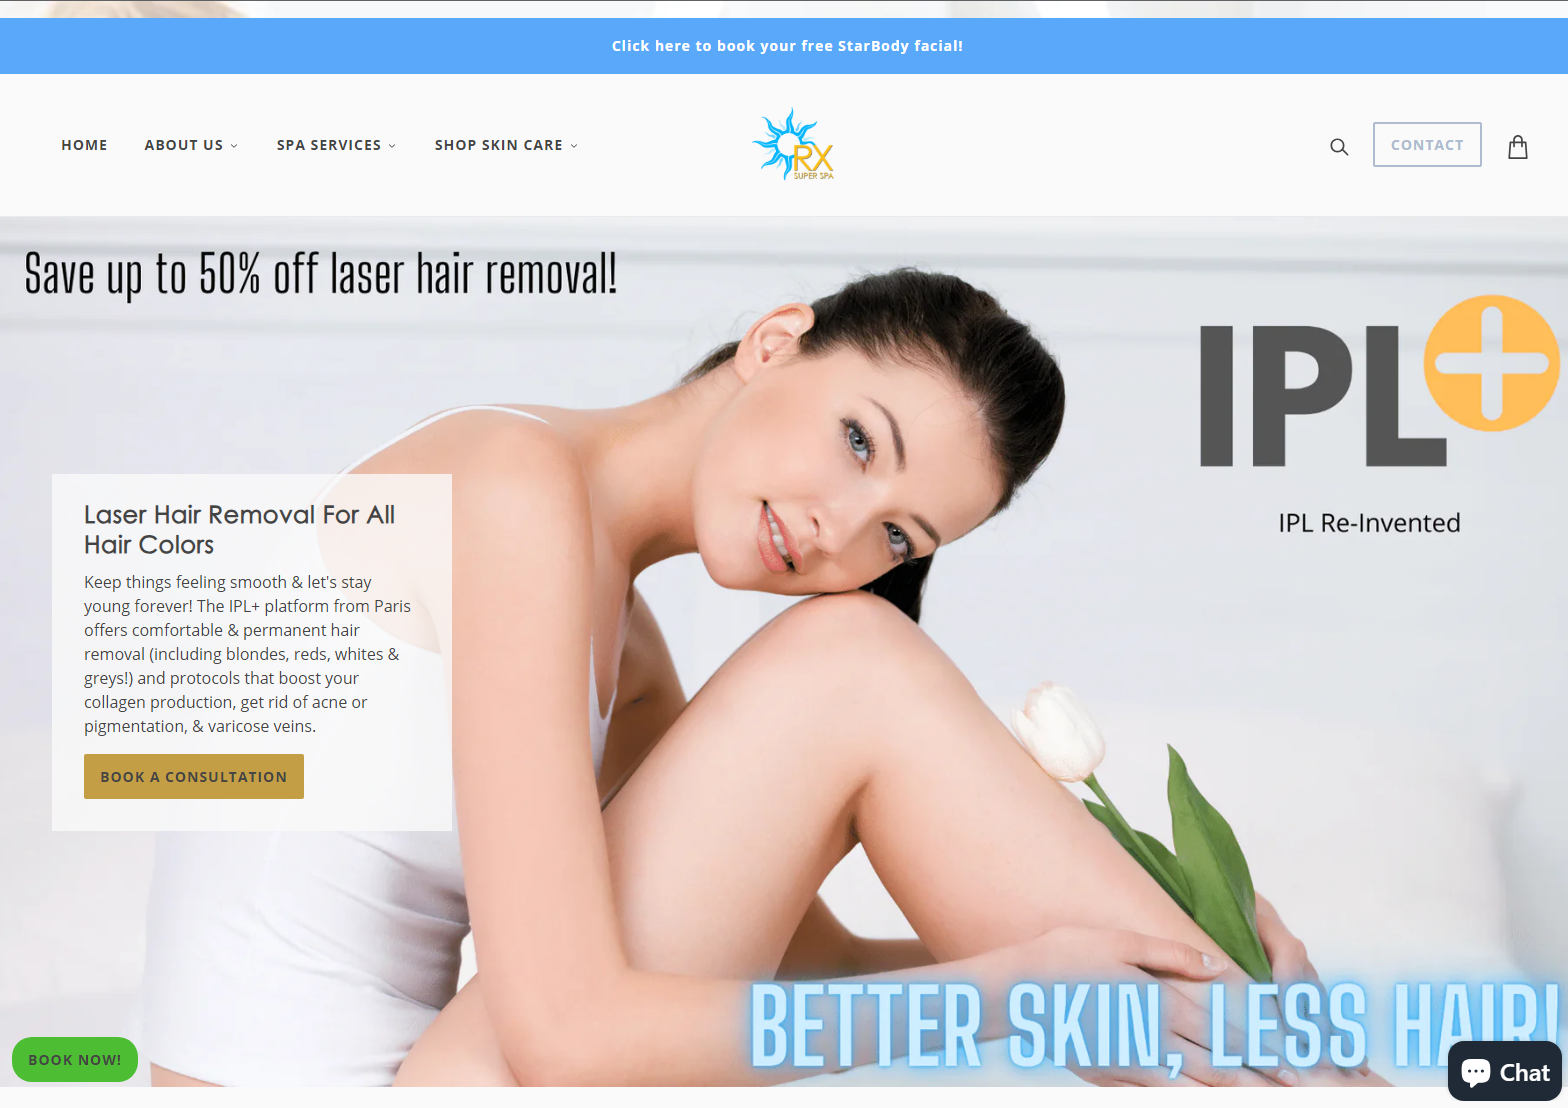 Click here to book your free StarBody facial!
HOME
ABOUT US
SPA SERVICES
SHOP SKIN CARE
RX
SUPER SPA
CONTACT
Save up to 50% off laser hair removal!
IPL+
IPL Re-Invented
Laser Hair Removal For All
Hair Colors
Keep things feeling smooth & let's stay
young forever! The IPL+ platform from Paris
offers comfortable & permanent hair
removal (including blondes, reds, whites &
greys!) and protocols that boost your
collagen production, get rid of acne or
pigmentation, & varicose veins.
BOOK A CONSULTATION
BETTER SKIN, LESS HAIR!
BOOK NOW!
Chat